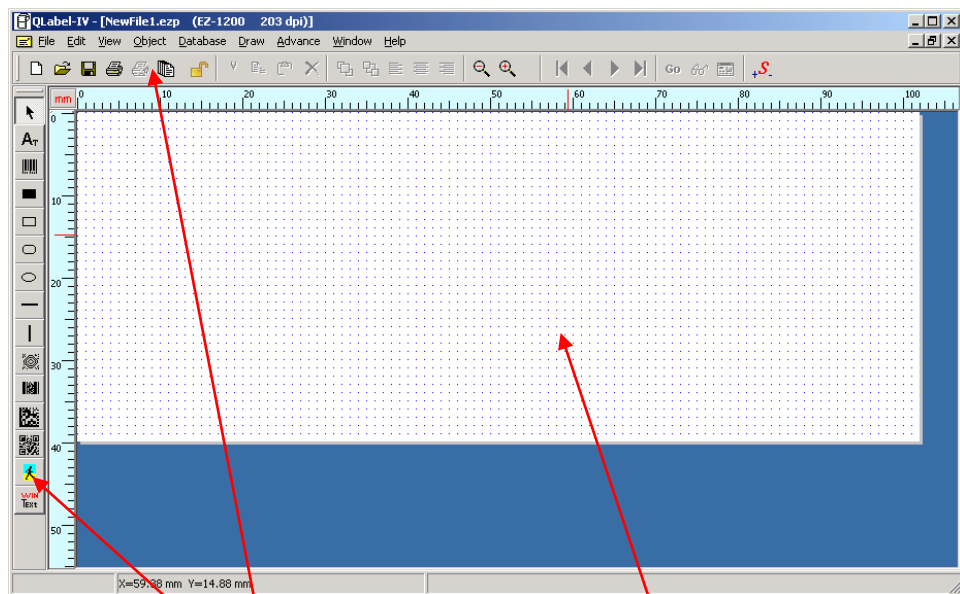 QLabel-IV - [NewFile1.ezp (EZ-1200 203 dpi)]
File Edit View Object Database Draw Advance Window Help
Go +S-
mm 0 10 20 30 40 50 60 70 80 90 100
0
AT
10
20
30
40
50
WIN
TEXt
X=59.38 mm Y=14.88 mm